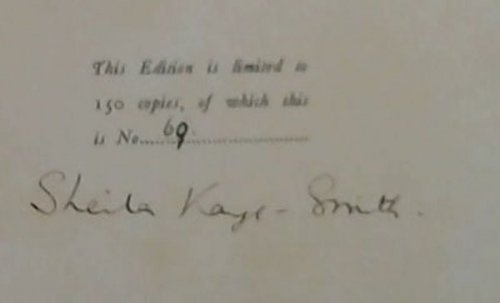 This Edition is limited to
150 copies, of which this
is No......69..................
Sheila Kaye-Smith.